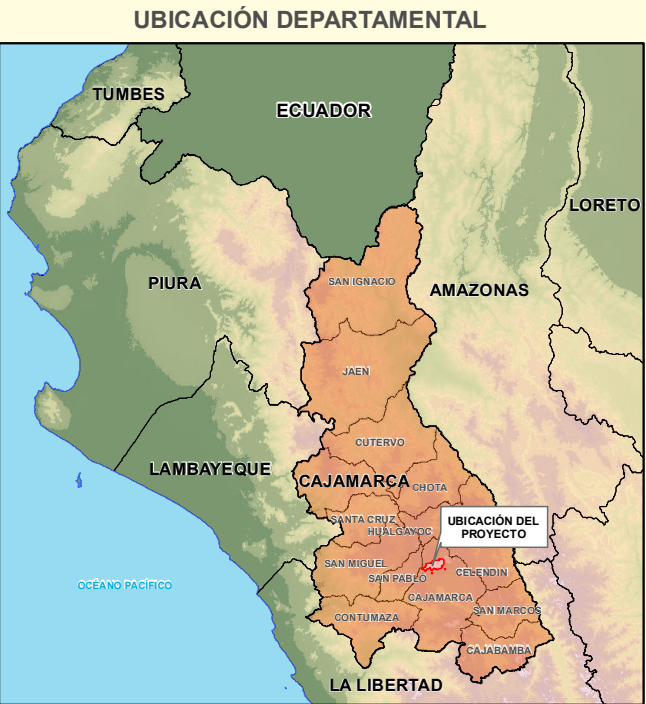 UBICACIÓN DEPARTAMENTAL
TUMBES
ECUADOR
LORETO
SAN IGNACIO
PIURA
AMAZONAS
JAEN
CUTERVO
LAMBAYEQUE
CAJAMARCA
CHOTA
SANTA CRUZ
HUALGAYOC
UBICACIÓN DEL
PROYECTO
SAN MIGUEL
SAN PABLO
CELENDIN
OCÉANO PACÍFICO
CAJAMARCA
SAN MARCOS
CONTUMAZA
CAJABAMBA
LA LIBERTAD